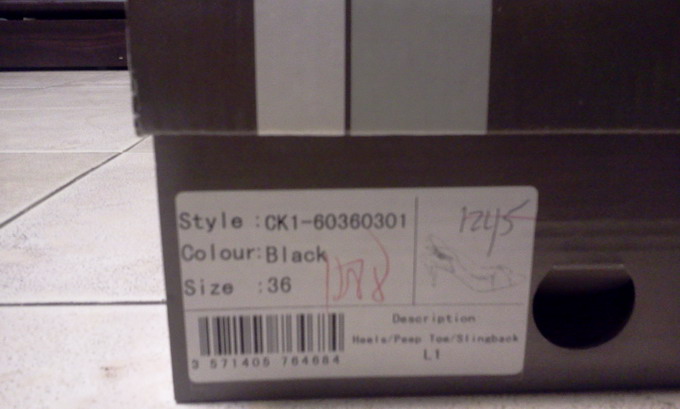 Style :CK1-60360301
1245
Colour:Black
Size :36
Description
Heels/Peep Toe/Slingback
L1
3 571405 764684